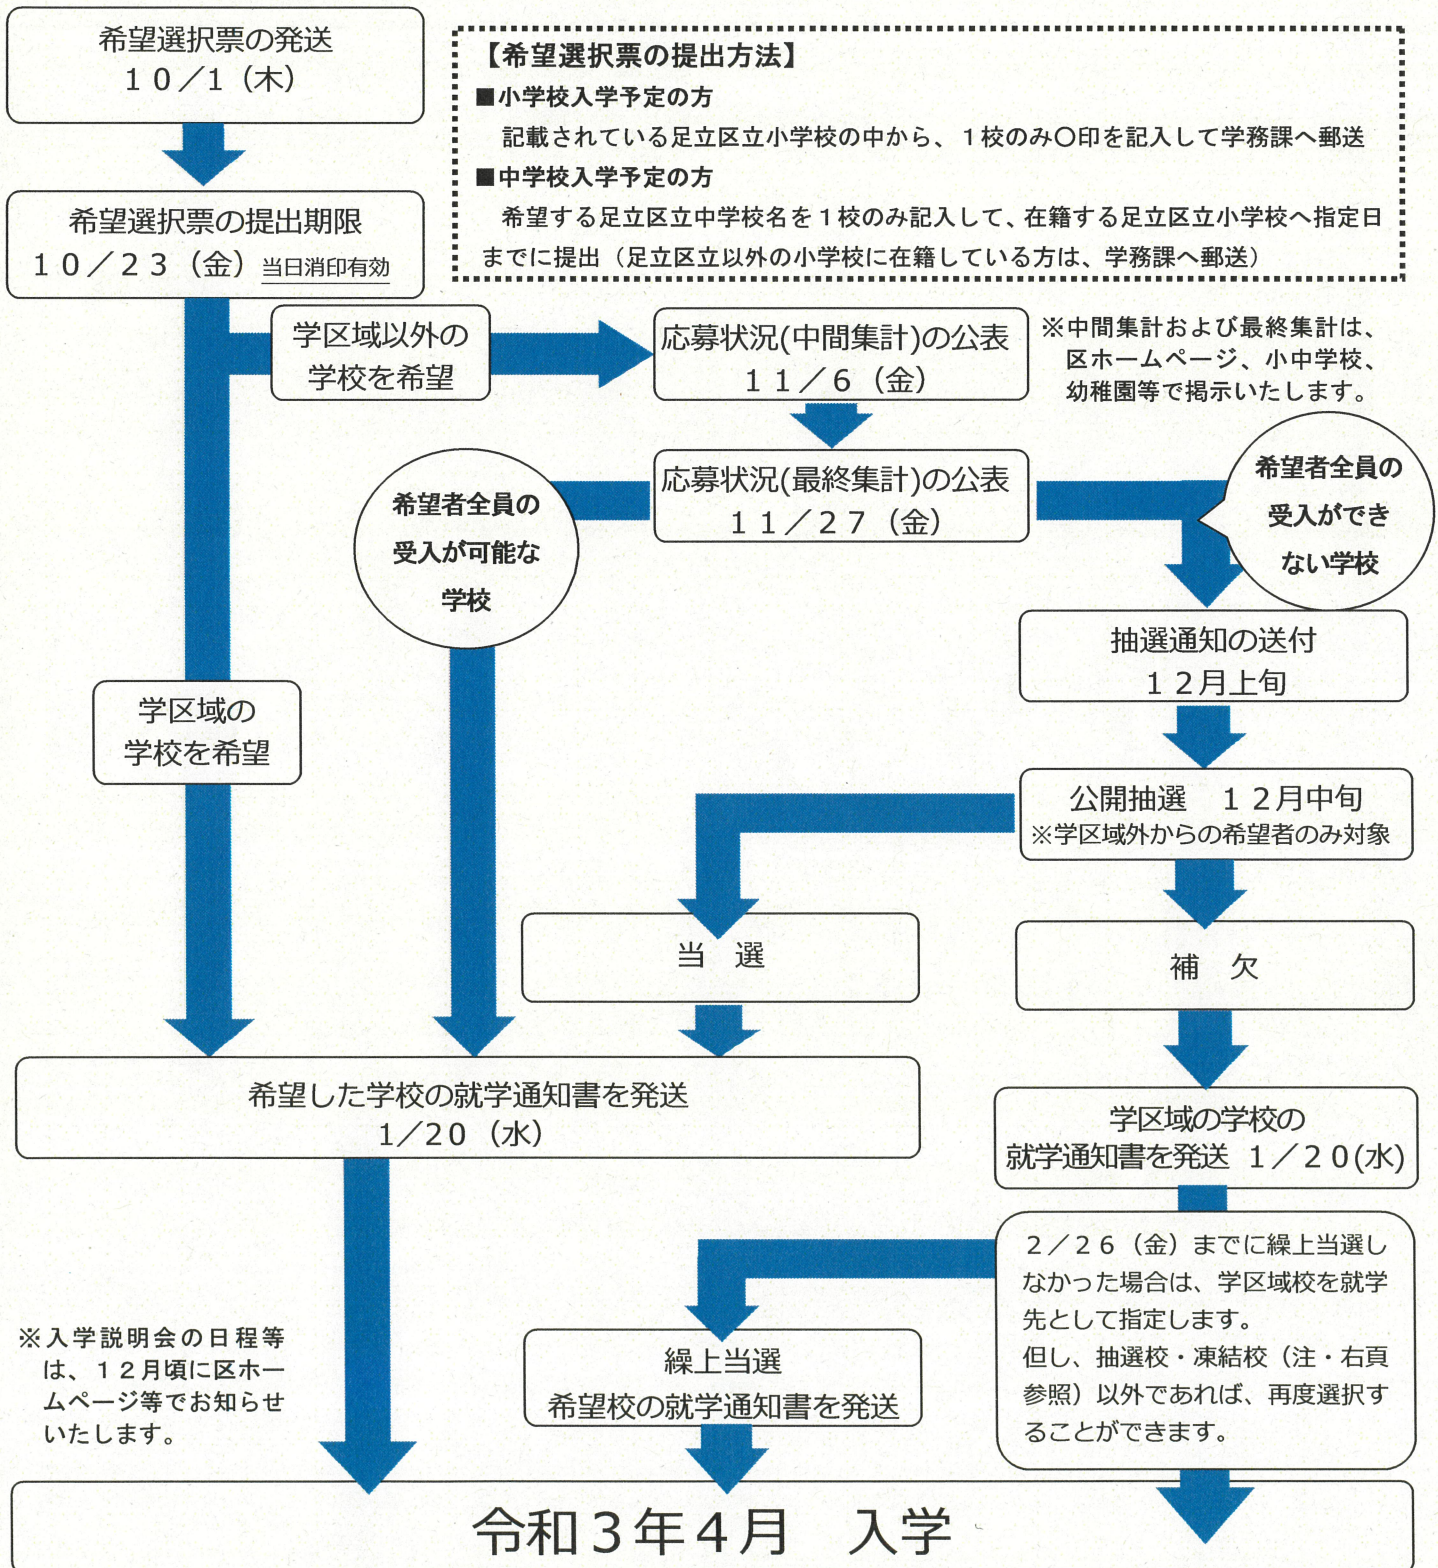 希望選択票の発送
１０／１（木）
【希望選択票の提出方法】
■小学校入学予定の方
記載されている足立区立小学校の中から、１校のみ〇印を記入して学務課へ郵送
■中学校入学予定の方
希望する足立区立中学校名を１校のみ記入して、在籍する足立区立小学校へ指定日
までに提出（足立区立以外の小学校に在籍している方は、学務課へ郵送）
希望選択票の提出期限
１０／２３（金）当日消印有効
学区域以外の
学校を希望
応募状況(中間集計)の公表
１１／６（金）
※中間集計および最終集計は、
区ホームページ、小中学校、
幼稚園等で掲示いたします。
希望者全員の
受入が可能な
学校
応募状況(最終集計)の公表
１１／２７（金）
希望者全員の
受入ができ
ない学校
抽選通知の送付
１２月上旬
学区域の
学校を希望
公開抽選　１２月中旬
※学区域外からの希望者のみ対象
当　選
補　欠
希望した学校の就学通知書を発送
1／20（水）
学区域の学校の
就学通知書を発送 １／２０(水)
２／２６（金）までに繰上当選し
なかった場合は、学区域校を就学
先として指定します。
但し、抽選校・凍結校（注・右頁
参照）以外であれば、再度選択す
ることができます。
※入学説明会の日程等
は、１２月頃に区ホー
ムページ等でお知らせ
いたします。
繰上当選
希望校の就学通知書を発送
令和３年４月　入学